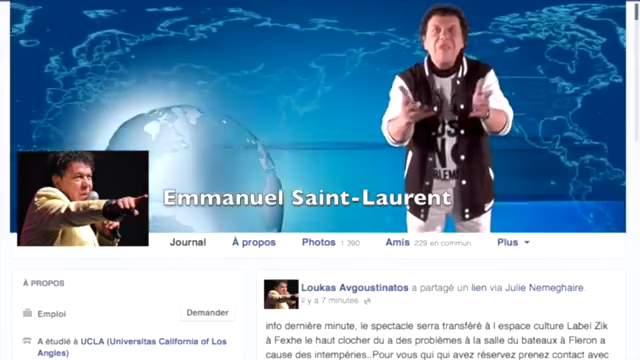 US
NO
Emmanuel Saint-Laurent
Journal À propos Photos 1 390 Amis 229 en commun Plus
À PROPOS
Emploi Demander
A étudié à UCLA (Universitas California of Los
Angles)
Loukas Avgoustinatos a partagé un lien via Julie Nemeghaire.
il y a 7 minutes
info dernière minute, le spectacle serra transféré à l espace culture Label Zik
à Fexhe le haut clocher du a des problèmes à la salle du bateaux à Fleron a
cause des intempéries..Pour vous qui qui avez réservez prenez contact avec